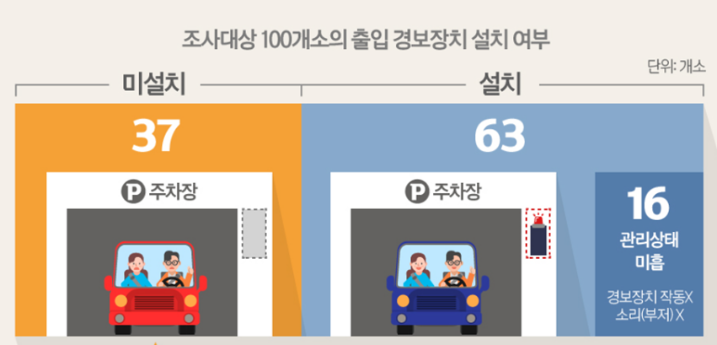 조사대상 100개소의 출입 경보장치 설치 여부
단위: 개소
미설치
설치
37
63
P 주차장
P 주차장
16
관리상태
미흡
경보장치 작동X
소리(부저) X